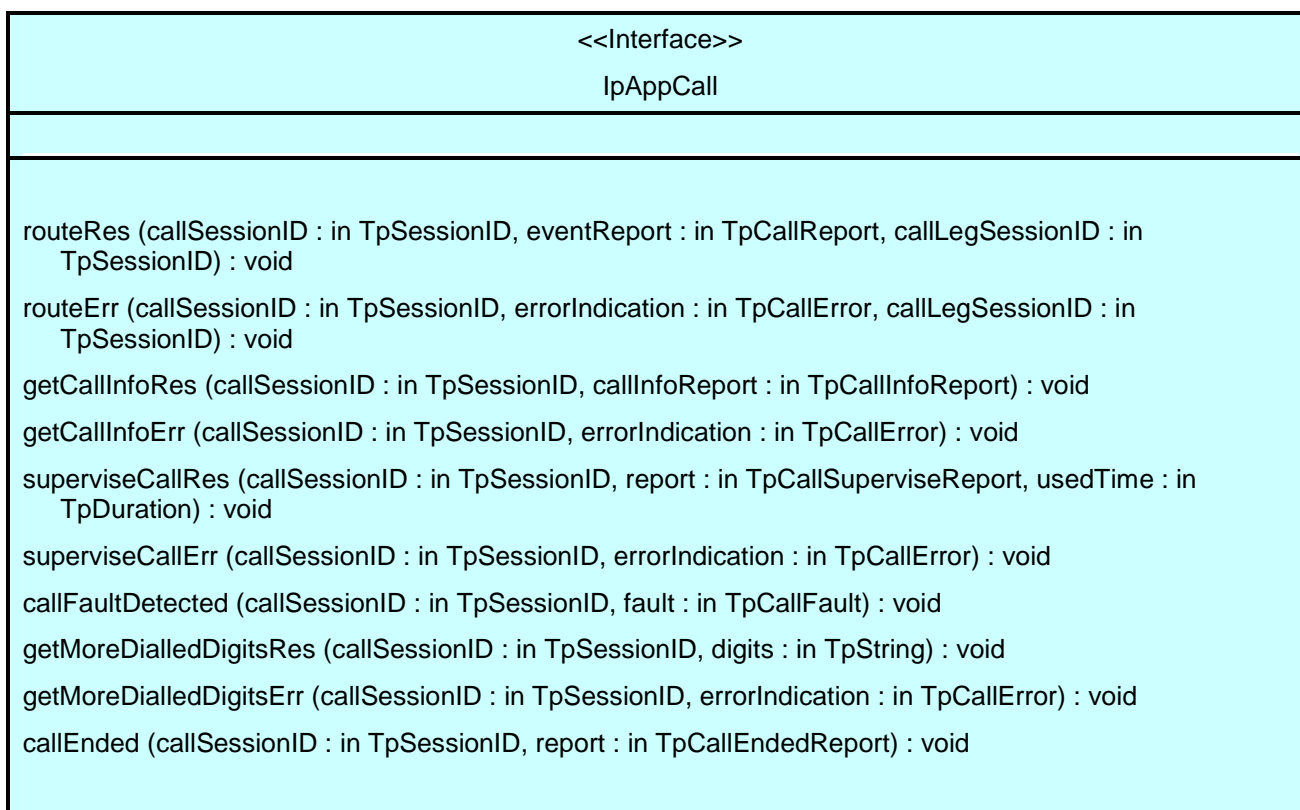 <<Interface>>
IpAppCall
routeRes (callSessionID : in TpSessionID, eventReport : in TpCallReport, callLegSessionID : in
TpSessionID) : void
routeErr (callSessionID : in TpSessionID, errorIndication : in TpCallError, callLegSessionID : in
TpSessionID) : void
getCallInfoRes (callSessionID : in TpSessionID, callInfoReport : in TpCallInfoReport) : void
getCallInfoErr (callSessionID : in TpSessionID, errorIndication : in TpCallError) : void
superviseCallRes (callSessionID : in TpSessionID, report : in TpCallSuperviseReport, usedTime : in
TpDuration) : void
superviseCallErr (callSessionID : in TpSessionID, errorIndication : in TpCallError) : void
callFaultDetected (callSessionID : in TpSessionID, fault : in TpCallFault) : void
getMoreDialledDigitsRes (callSessionID : in TpSessionID, digits : in TpString) : void
getMoreDialledDigitsErr (callSessionID : in TpSessionID, errorIndication : in TpCallError) : void
callEnded (callSessionID : in TpSessionID, report : in TpCallEndedReport) : void